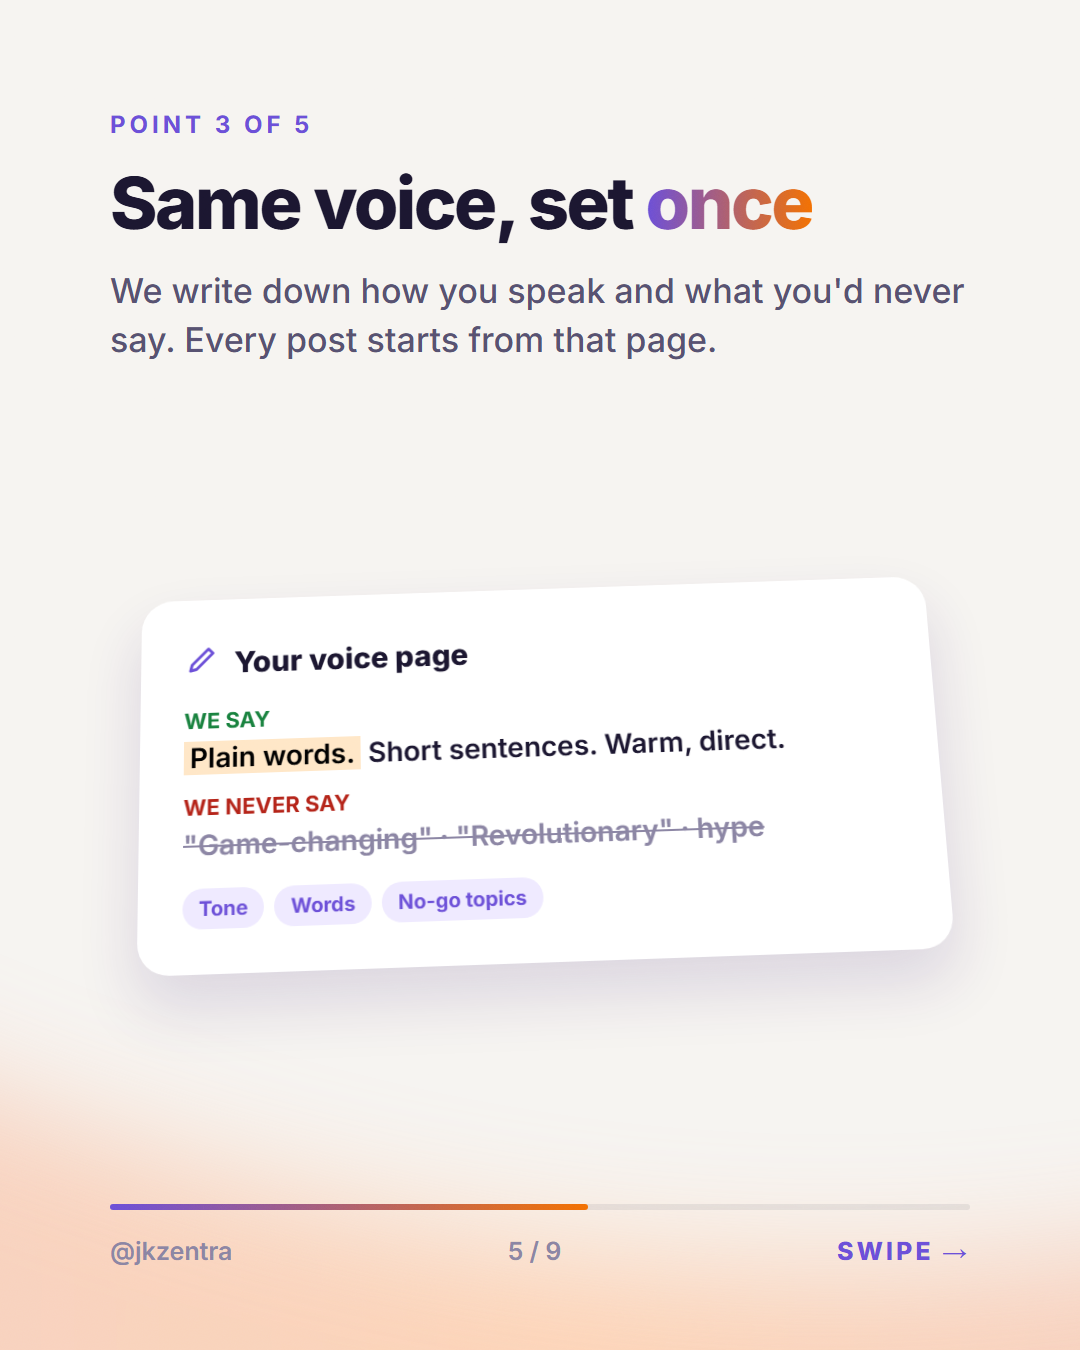 POINT 3 OF 5
Same voice, set once
We write down how you speak and what you'd never
say. Every post starts from that page.
Your voice page
WE SAY
Plain words. Short sentences. Warm, direct.
WE NEVER SAY
"Game-changing" · "Revolutionary" · hype
Tone Words No-go topics
@jkzentra 5 / 9 SWIPE →